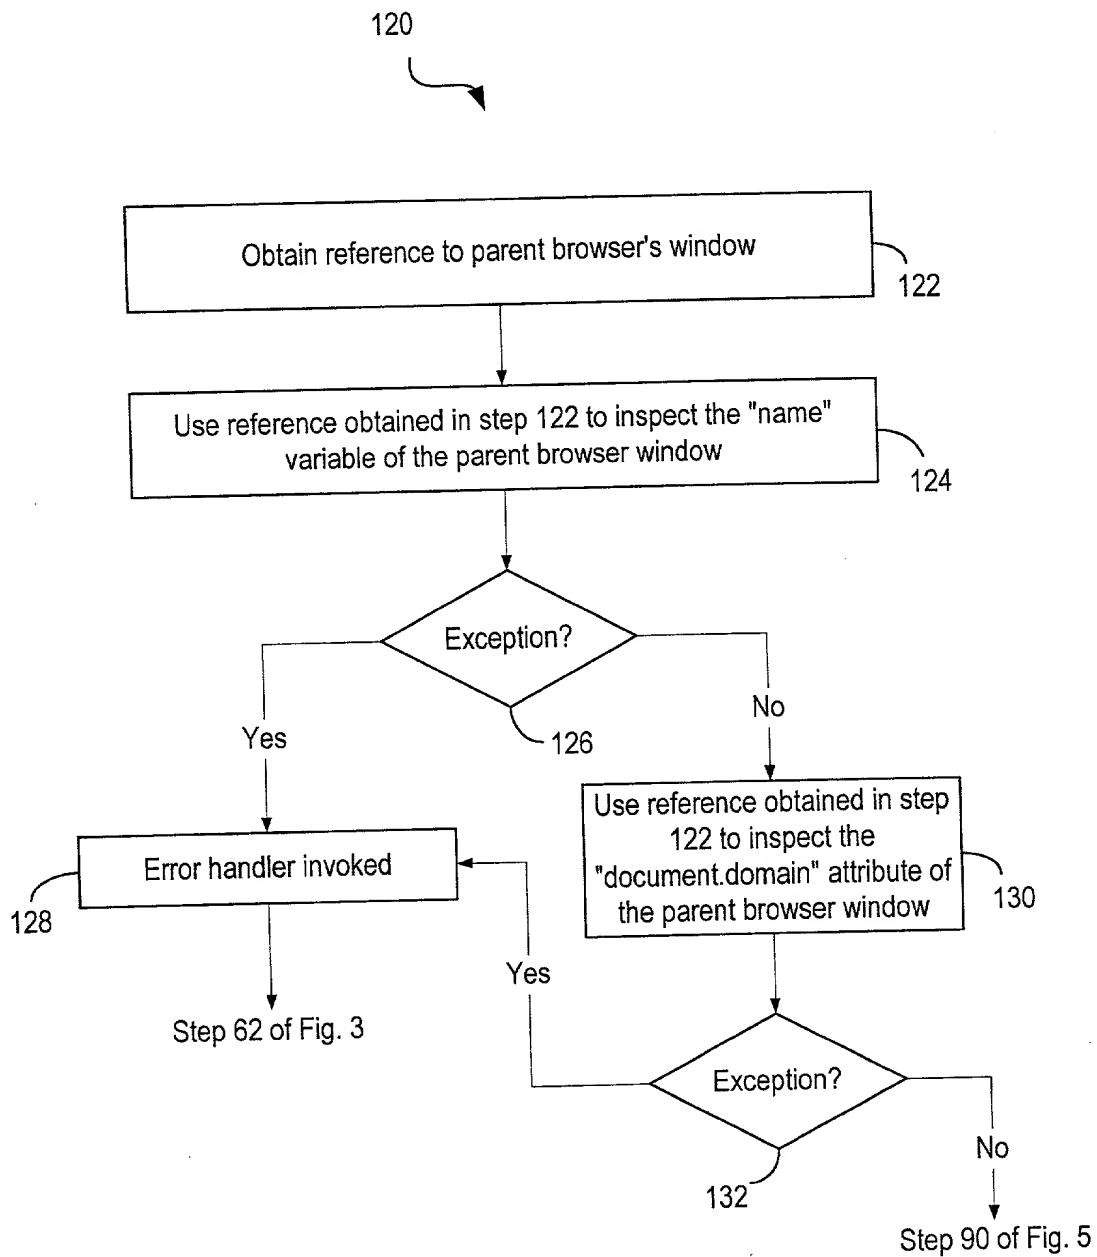 120
Obtain reference to parent browser's window
122
Use reference obtained in step 122 to inspect the "name"
variable of the parent browser window
124
Exception?
126
Yes
No
Error handler invoked
128
Use reference obtained in step
122 to inspect the
"document.domain" attribute of
the parent browser window
130
Yes
Step 62 of Fig. 3
Exception?
132
No
Step 90 of Fig. 5